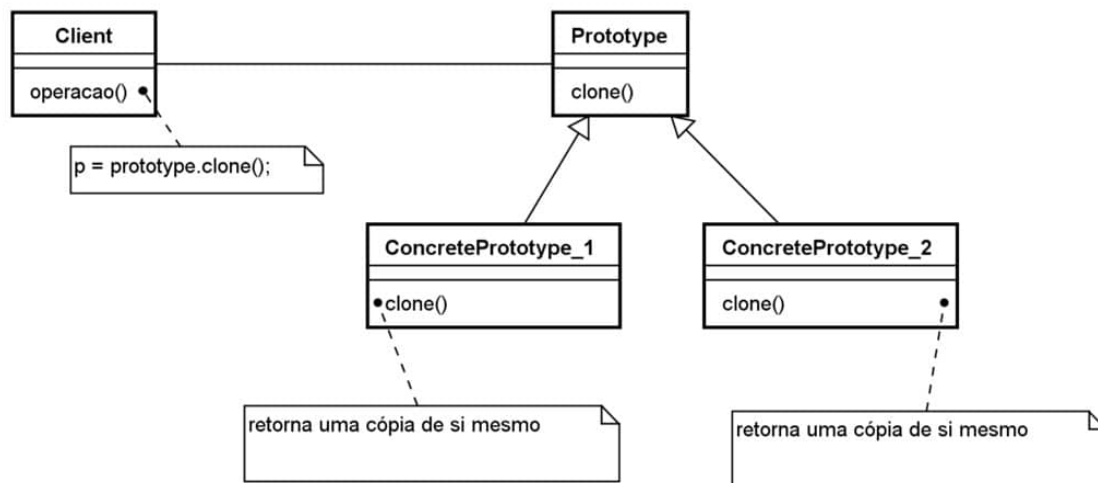 Client
operacao()
p = prototype.clone();
Prototype
clone()
ConcretePrototype_1
clone()
retorna uma cópia de si mesmo
ConcretePrototype_2
clone()
retorna uma cópia de si mesmo